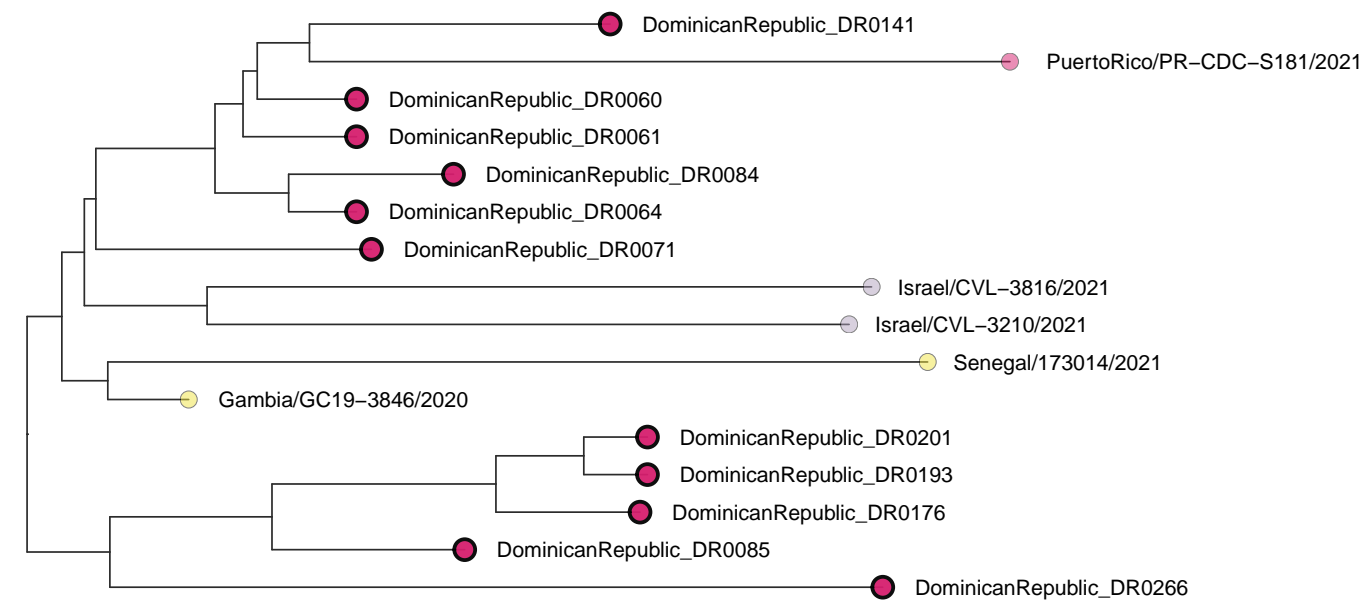 DominicanRepublic_DR0141
PuertoRico/PR−CDC−S181/2021
DominicanRepublic_DR0060
DominicanRepublic_DR0061
DominicanRepublic_DR0084
DominicanRepublic_DR0064
DominicanRepublic_DR0071
Israel/CVL−3816/2021
Israel/CVL−3210/2021
Senegal/173014/2021
Gambia/GC19−3846/2020
DominicanRepublic_DR0201
DominicanRepublic_DR0193
DominicanRepublic_DR0176
DominicanRepublic_DR0085
DominicanRepublic_DR0266